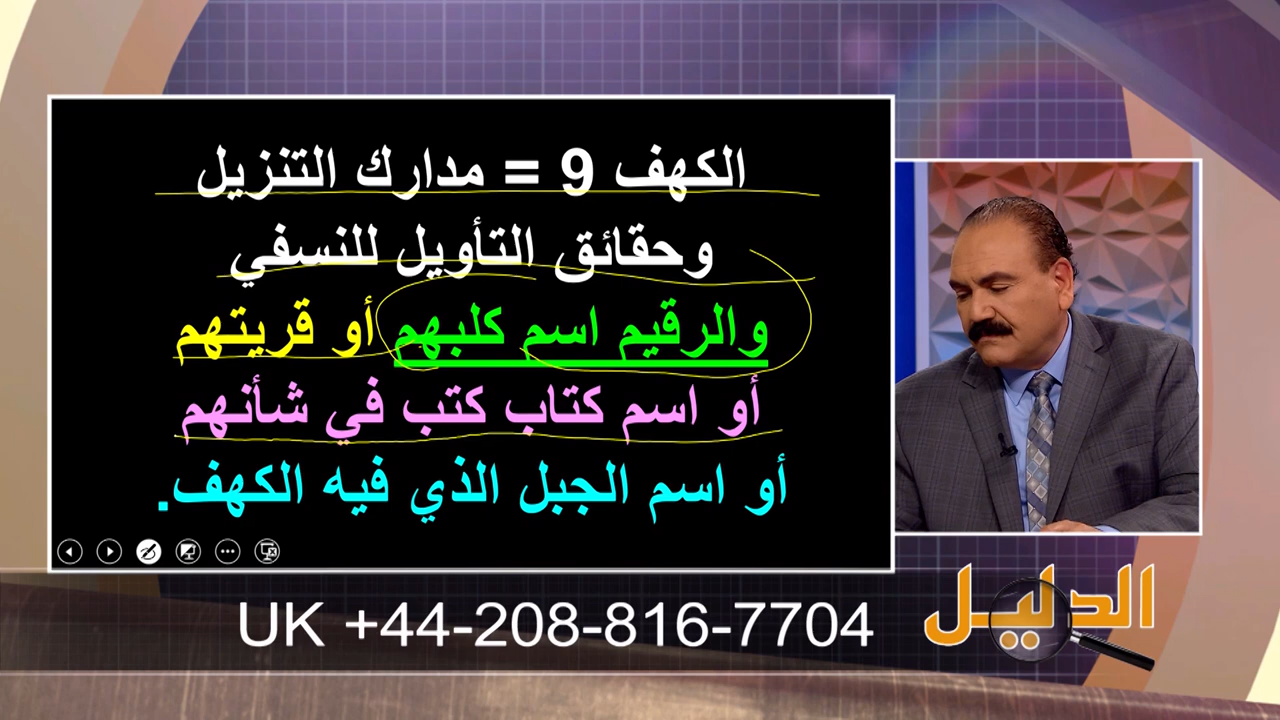 الكهف 9 = مدارك التنزيل
وحقائق التأويل للنسفي
والرقيم اسم كلبهم أو قريتهم
أو اسم كتاب كتب في شأنهم
أو اسم الجبل الذي فيه الكهف.
UK +44-208-816-7704
الدليل